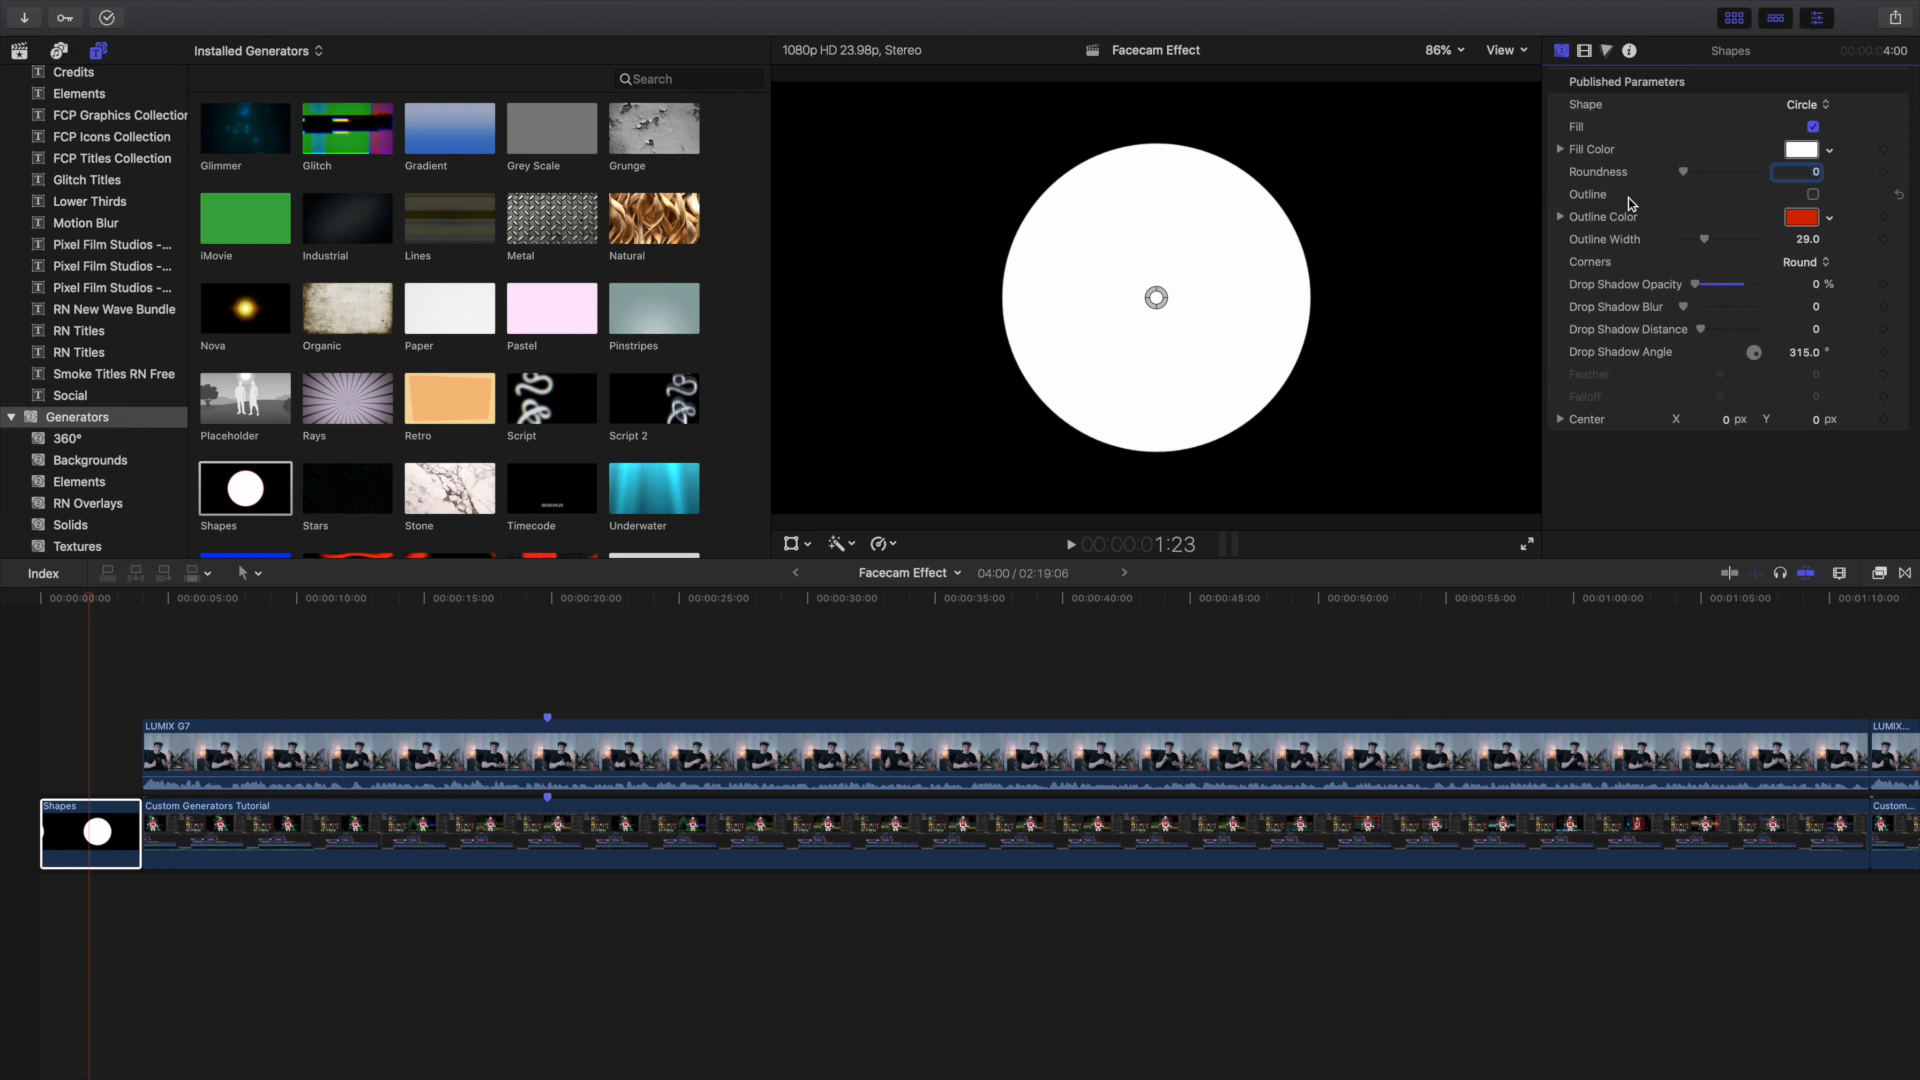 Installed Generators
1080p HD 23.98p, Stereo
Facecam Effect
86%
View
Shapes
00:00:04:00
Search
Credits
Elements
FCP Graphics Collection
FCP Icons Collection
FCP Titles Collection
Glitch Titles
Lower Thirds
Motion Blur
Pixel Film Studios -...
Pixel Film Studios -...
Pixel Film Studios -...
RN New Wave Bundle
RN Titles
RN Titles
Smoke Titles RN Free
Social
Generators
360°
Backgrounds
Elements
RN Overlays
Solids
Textures
Glimmer
Glitch
Gradient
Grey Scale
Grunge
iMovie
Industrial
Lines
Metal
Natural
Nova
Organic
Paper
Pastel
Pinstripes
Placeholder
Rays
Retro
Script
Script 2
Shapes
Stars
Stone
Timecode
Underwater
Published Parameters
Shape Circle
Fill
Fill Color
Roundness 0
Outline
Outline Color
Outline Width 29.0
Corners Round
Drop Shadow Opacity 0 %
Drop Shadow Blur 0
Drop Shadow Distance 0
Drop Shadow Angle 315.0 °
Feather 0
Falloff 0
Center X 0 px Y 0 px
00:00:01:23
Index
Facecam Effect
04:00 / 02:19:06
00:00:00:00
00:00:05:00
00:00:10:00
00:00:15:00
00:00:20:00
00:00:25:00
00:00:30:00
00:00:35:00
00:00:40:00
00:00:45:00
00:00:50:00
00:00:55:00
00:01:00:00
00:01:05:00
00:01:10:00
LUMIX G7
LUMIX...
Shapes
Custom Generators Tutorial
Custom...